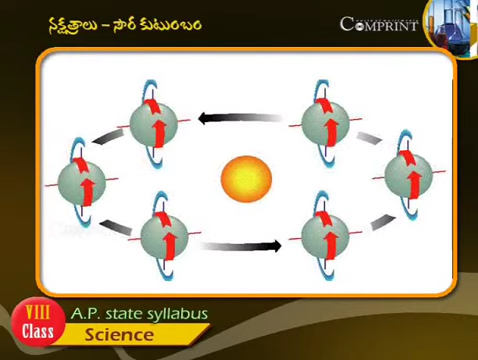 నక్షత్రాలు – సౌర కుటుంబం
COMPRINT
VIII
Class
A.P. state syllabus
Science